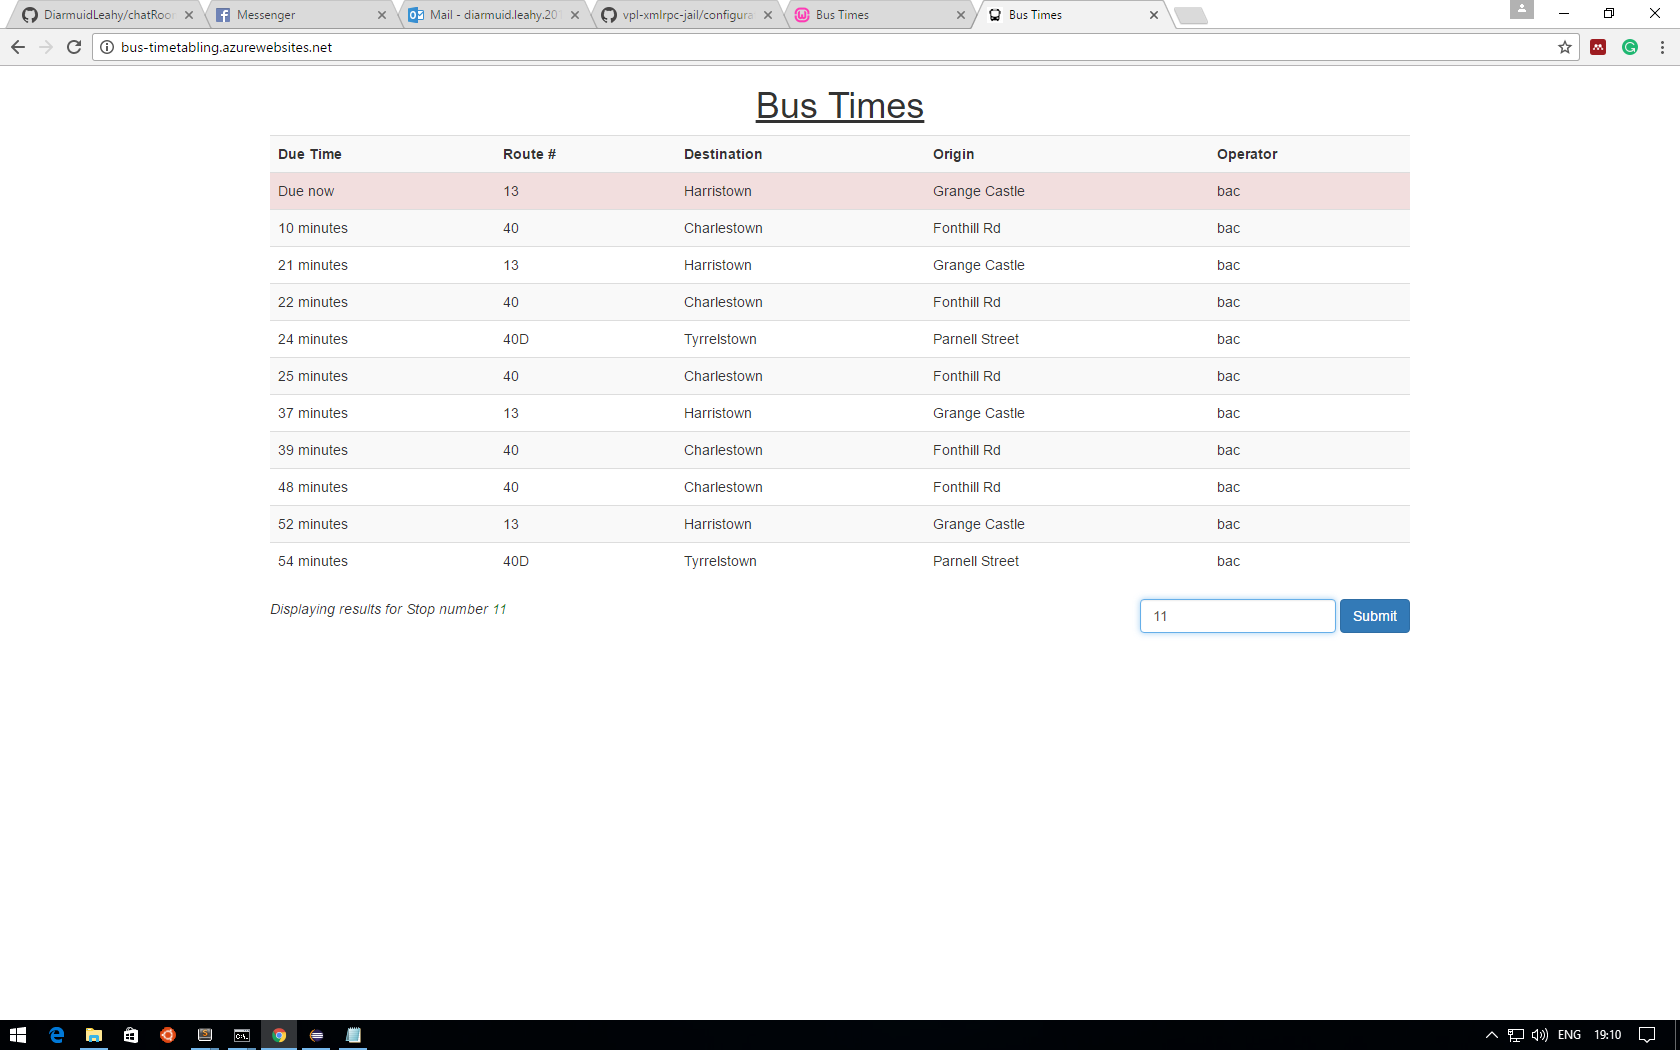 DiarmuidLeahy/chatRoom
Messenger
Mail - diarmuid.leahy.201
vpl-xmlrpc-jail/configura
Bus Times
Bus Times
bus-timetabling.azurewebsites.net
Bus Times
Due Time Route # Destination Origin Operator
Due now 13 Harristown Grange Castle bac
10 minutes 40 Charlestown Fonthill Rd bac
21 minutes 13 Harristown Grange Castle bac
22 minutes 40 Charlestown Fonthill Rd bac
24 minutes 40D Tyrrelstown Parnell Street bac
25 minutes 40 Charlestown Fonthill Rd bac
37 minutes 13 Harristown Grange Castle bac
39 minutes 40 Charlestown Fonthill Rd bac
48 minutes 40 Charlestown Fonthill Rd bac
52 minutes 13 Harristown Grange Castle bac
54 minutes 40D Tyrrelstown Parnell Street bac
Displaying results for Stop number 11
11 Submit
ENG 19:10